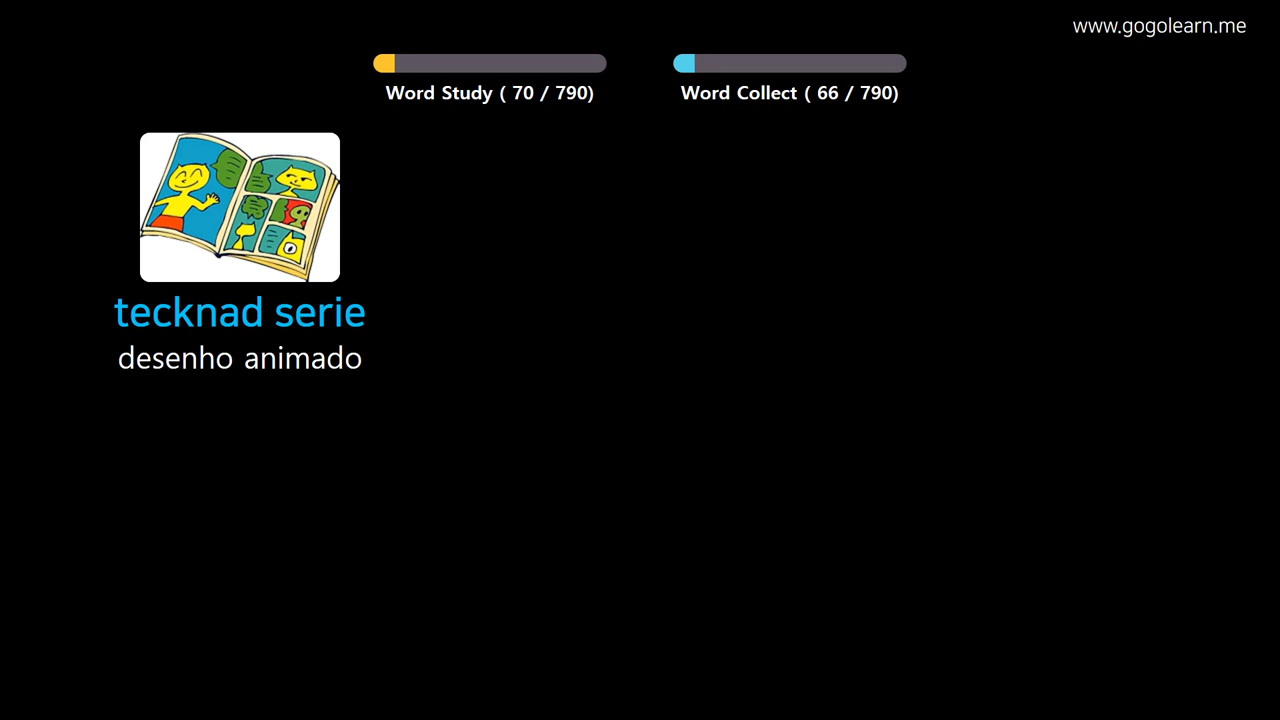 www.gogolearn.me
Word Study ( 70 / 790)
Word Collect ( 66 / 790)
tecknad serie
desenho animado